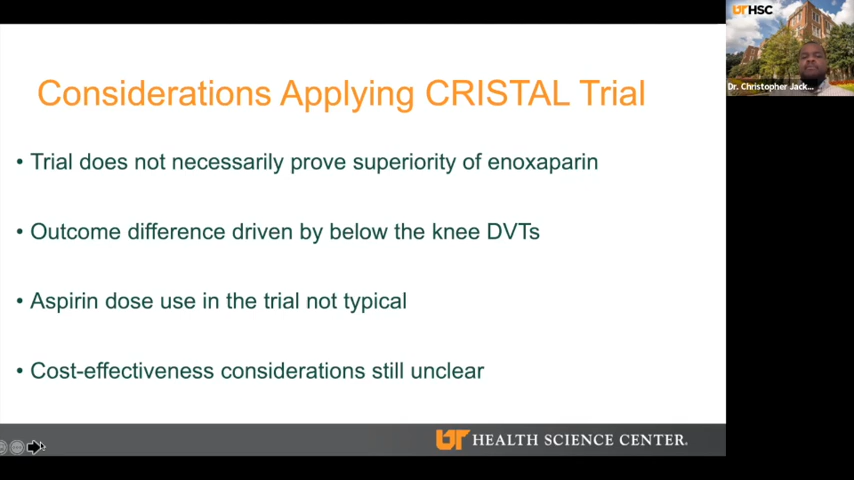 Considerations Applying CRISTAL Trial
• Trial does not necessarily prove superiority of enoxaparin
• Outcome difference driven by below the knee DVTs
• Aspirin dose use in the trial not typical
• Cost-effectiveness considerations still unclear
UT HEALTH SCIENCE CENTER.
UTHSC
Dr. Christopher Jack...